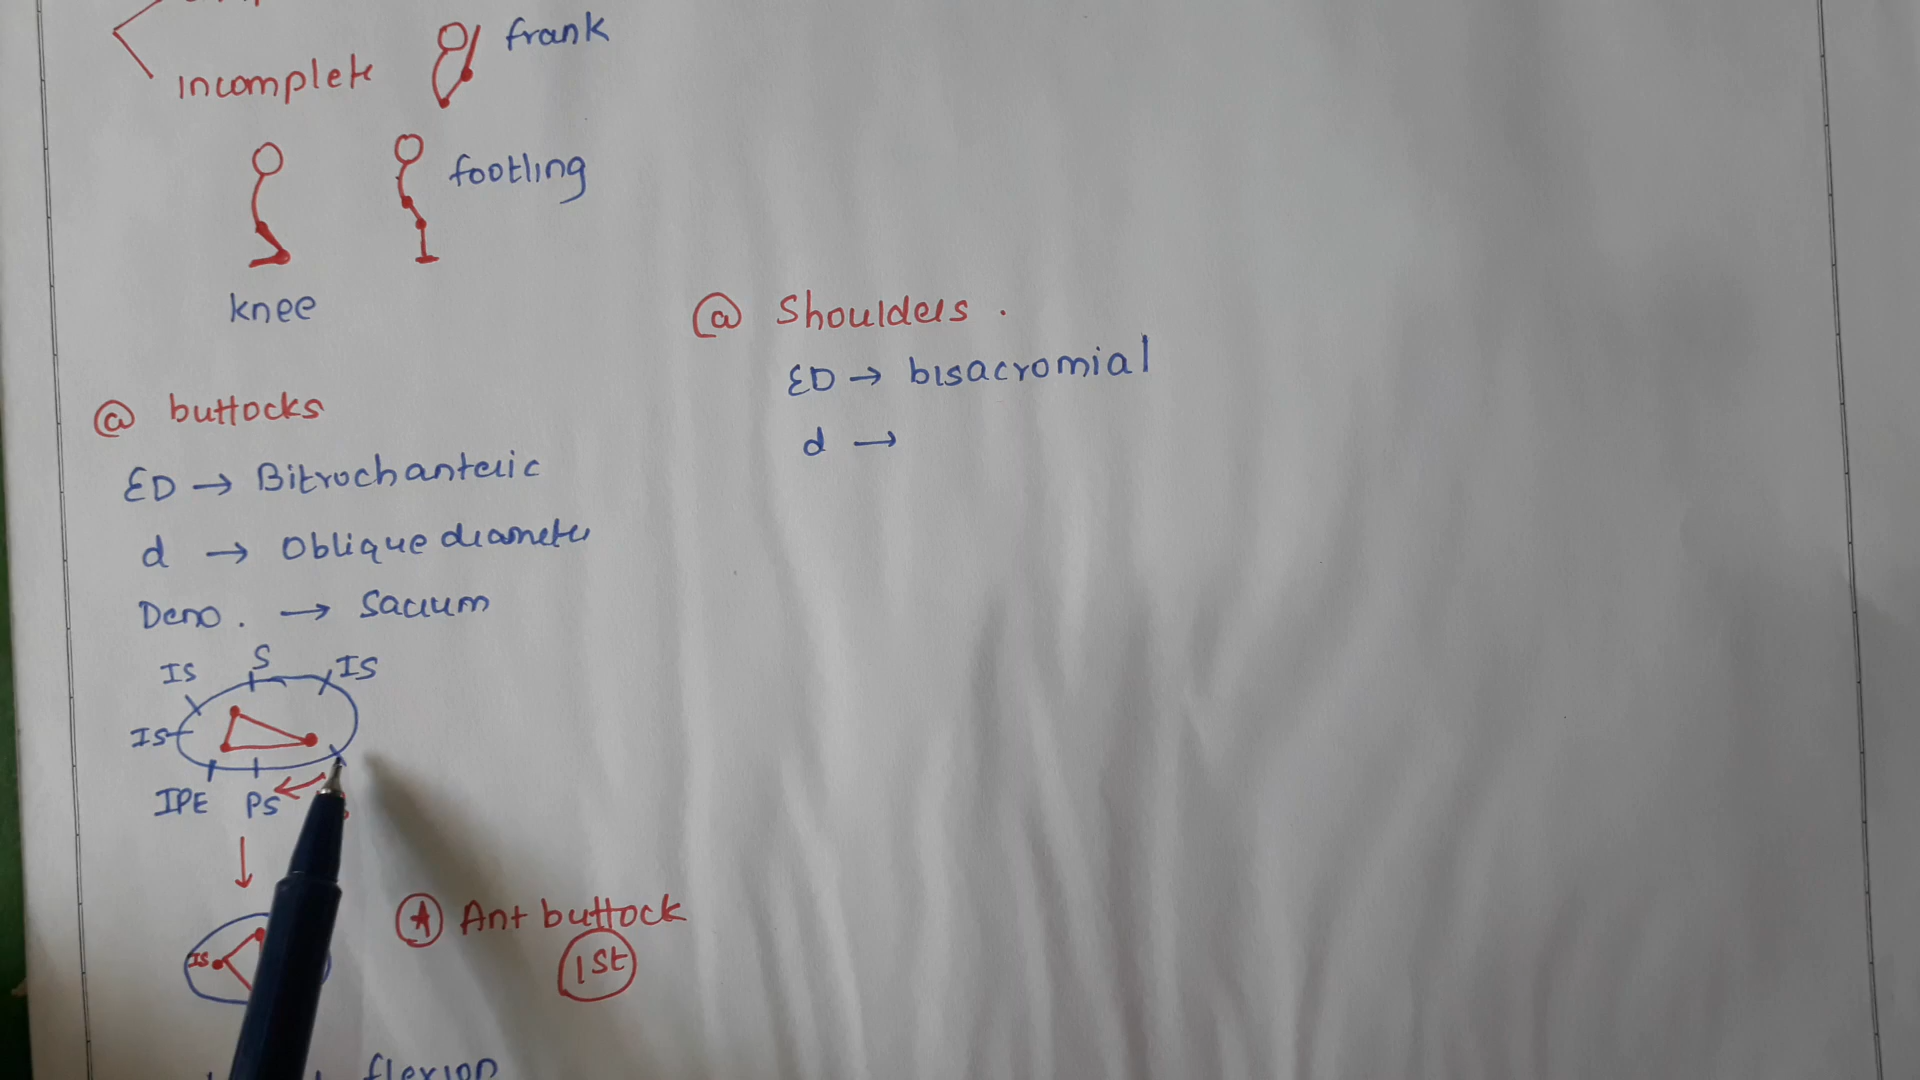 frank
incomplete
footling
knee
@ buttocks
ED → Bitrochanteric
d → Oblique diameter
Deno. → Sacrum
IS S IS
IS
IPE PS
IS
* Ant buttock
1st
flexion
@ Shoulders.
ED → bisacromial
d →